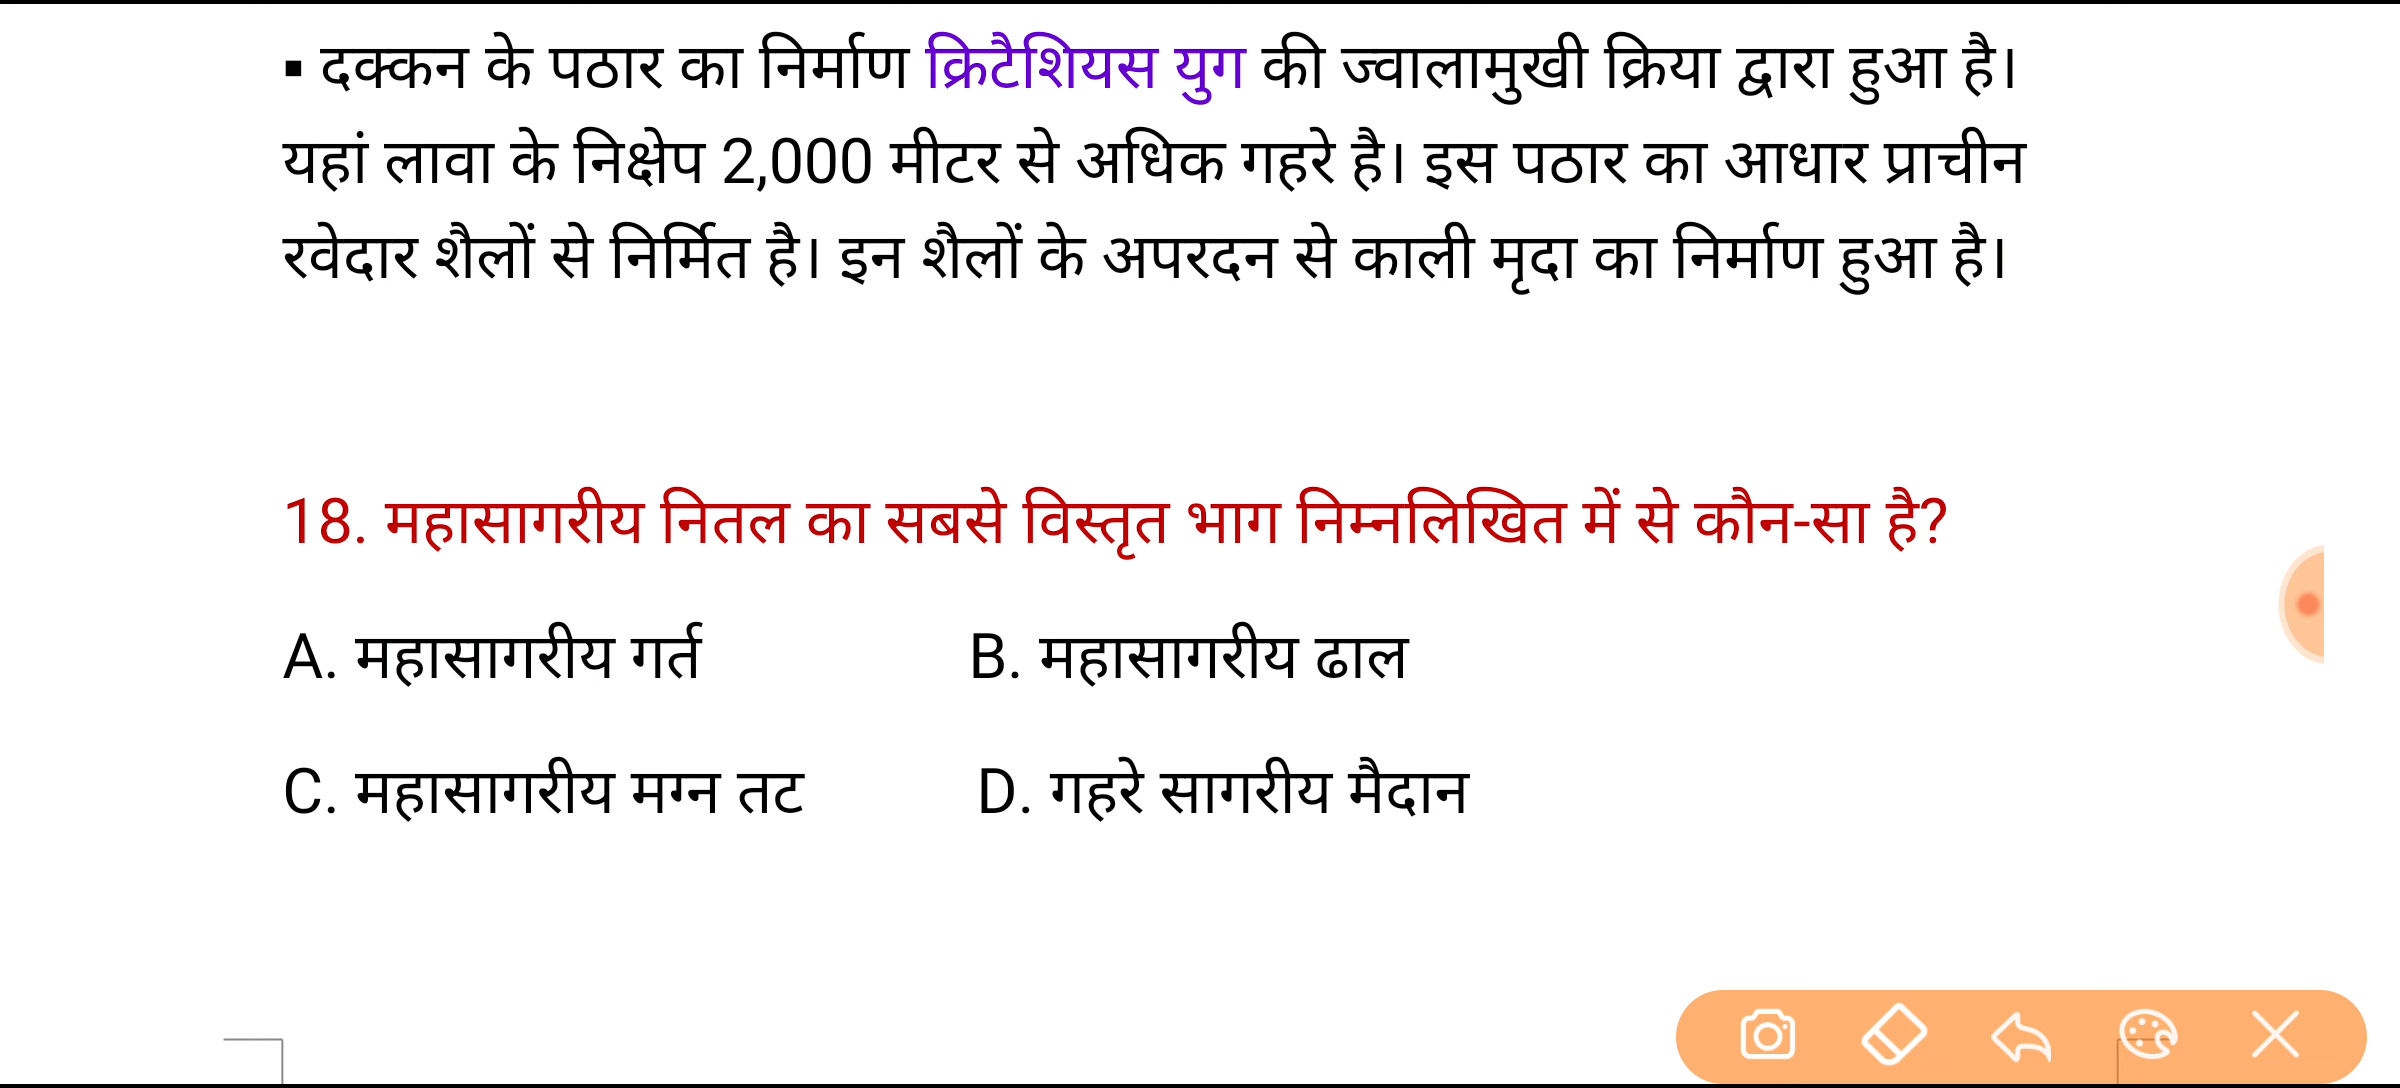 ▪ दक्कन के पठार का निर्माण क्रिटैशियस युग की ज्वालामुखी क्रिया द्वारा हुआ है।
यहां लावा के निक्षेप 2,000 मीटर से अधिक गहरे है। इस पठार का आधार प्राचीन
रवेदार शैलों से निर्मित है। इन शैलों के अपरदन से काली मृदा का निर्माण हुआ है।
18. महासागरीय नितल का सबसे विस्तृत भाग निम्नलिखित में से कौन-सा है?
A. महासागरीय गर्त B. महासागरीय ढाल
C. महासागरीय मग्न तट D. गहरे सागरीय मैदान